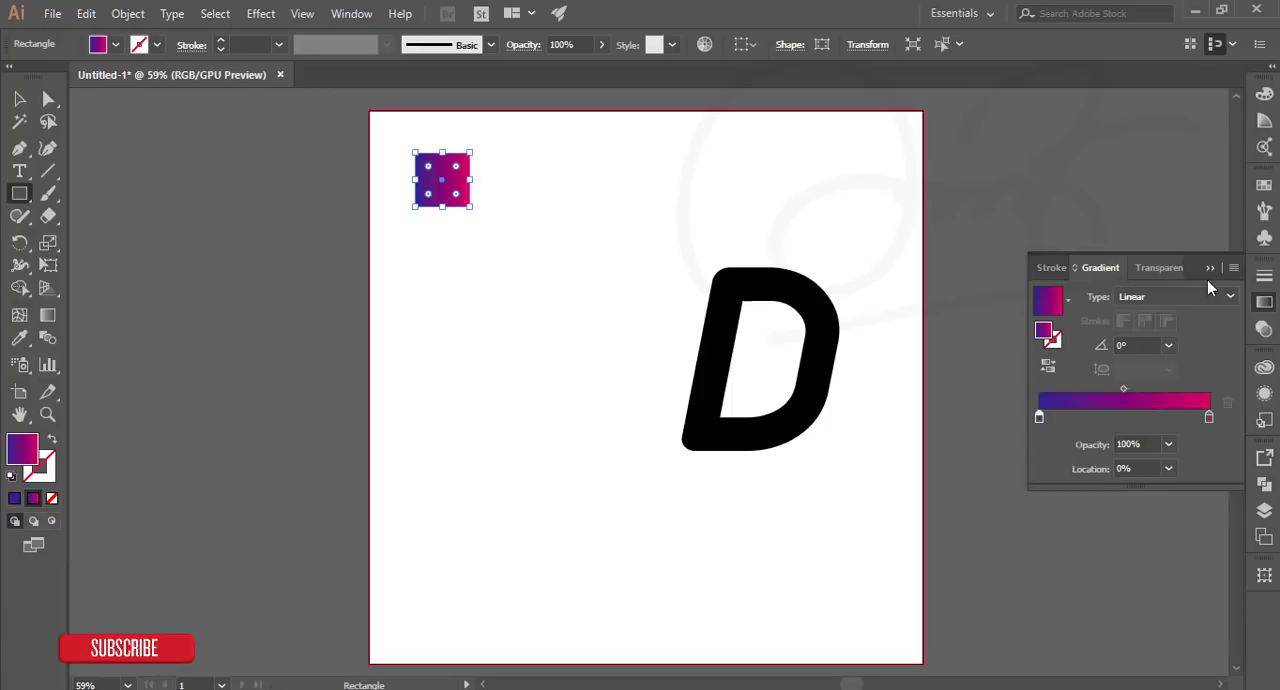 Ai File Edit Object Type Select Effect View Window Help Br St Essentials Search Adobe Stock
Rectangle Stroke: Basic Opacity: 100% Style: Shape: Transform
Untitled-1* @ 59% (RGB/GPU Preview) ×
D
Stroke Gradient Transparen
Type: Linear
Stroke:
0°
Opacity: 100%
Location: 0%
SUBSCRIBE
59% 1 Rectangle